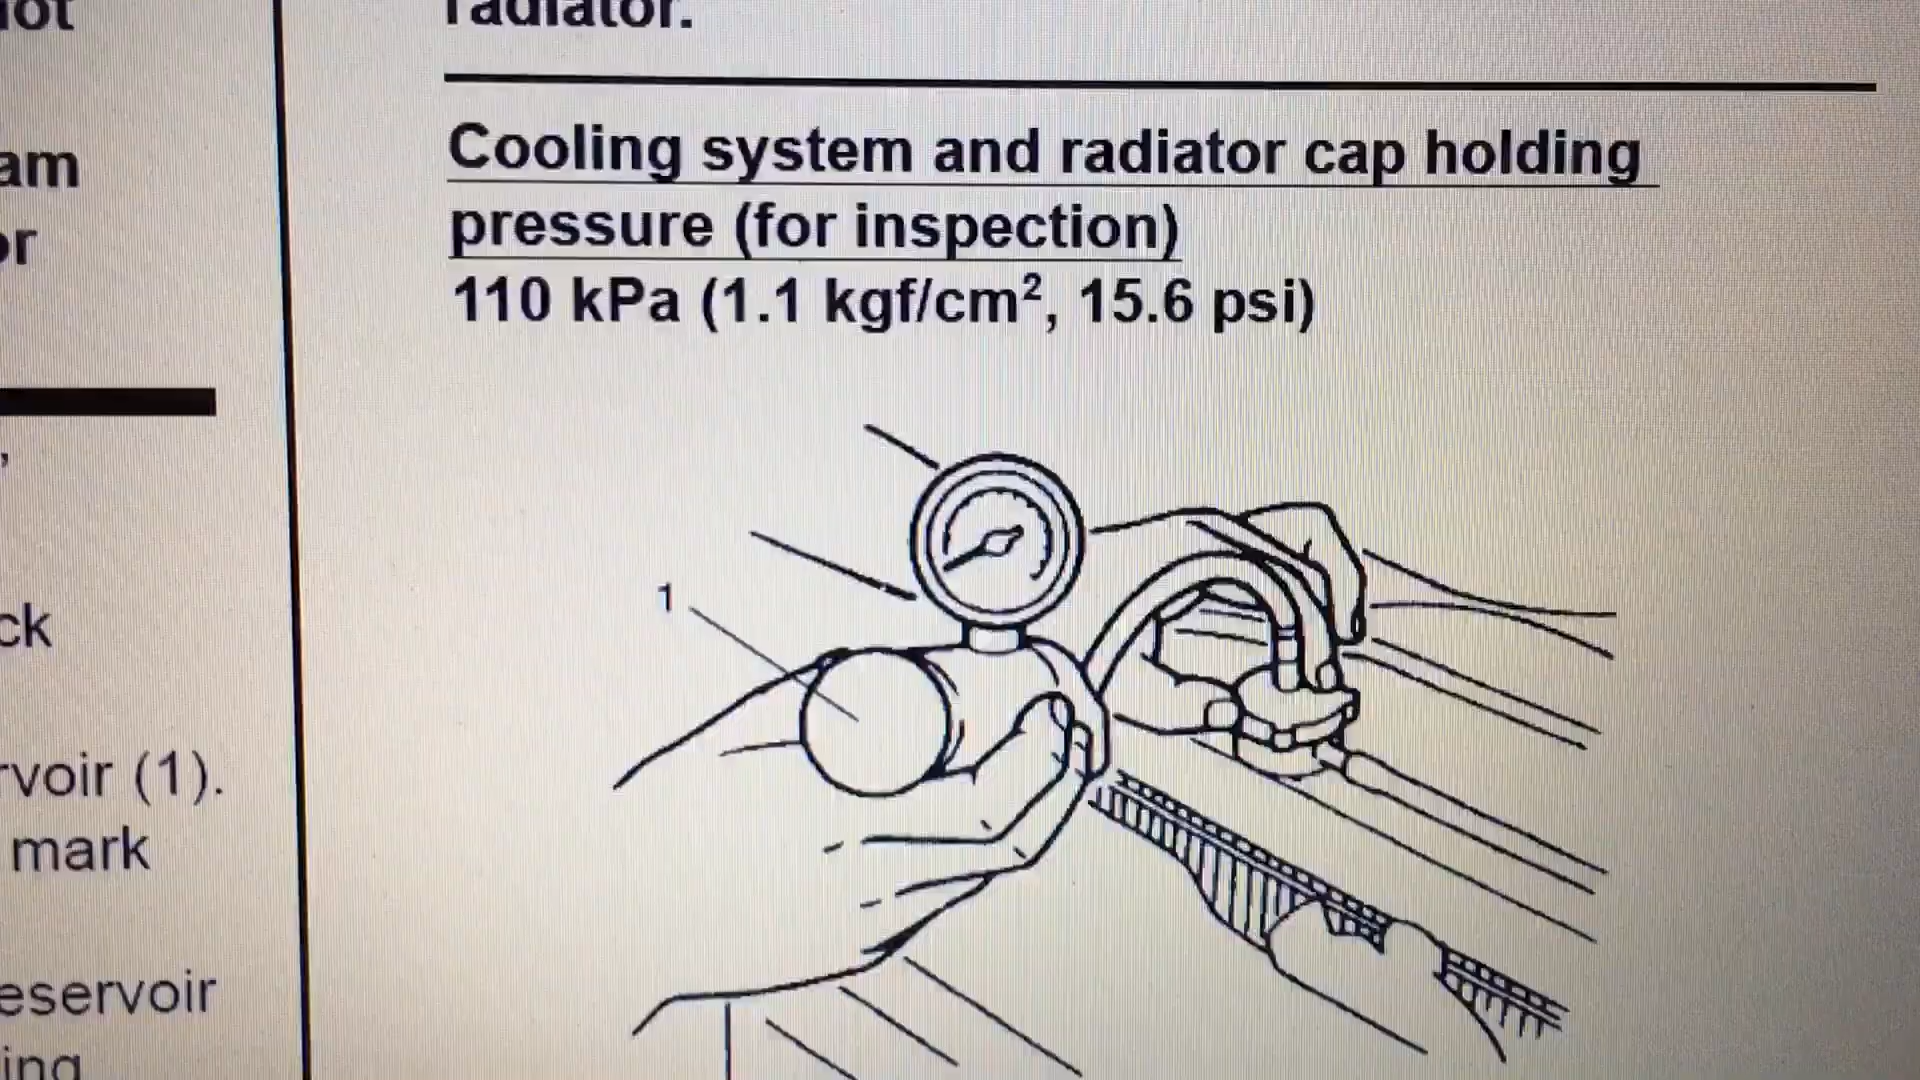 am
ck
rvoir (1).
mark
eservoir
ing
radiator.
Cooling system and radiator cap holding
pressure (for inspection)
110 kPa (1.1 kgf/cm², 15.6 psi)
1